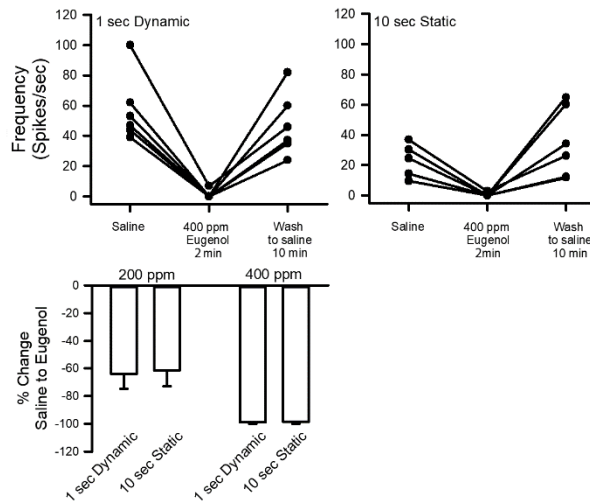 1 sec Dynamic
Frequency
(Spikes/sec)
120
100
80
60
40
20
0
Saline
400 ppm
Eugenol
2 min
Wash
to saline
10 min
10 sec Static
120
100
80
60
40
20
0
Saline
400 ppm
Eugenol
2min
Wash
to saline
10 min
200 ppm
400 ppm
% Change
Saline to Eugenol
0
-20
-40
-60
-80
-100
-120
1 sec Dynamic
10 sec Static
1 sec Dynamic
10 sec Static